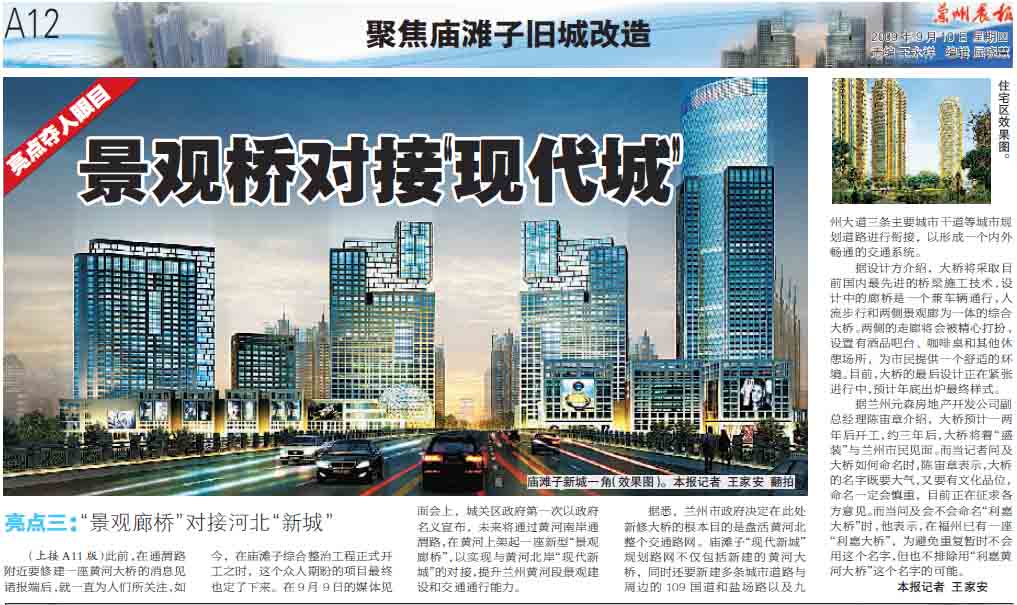 A12
聚焦庙滩子旧城改造
兰州晨报
2009年9月10日 星期四
责编 王永祥 编辑 屈晓燕
亮点夺人眼目
景观桥对接“现代城”
庙滩子新城一角(效果图)。本报记者 王家安 翻拍
住宅区效果图。
亮点三：“景观廊桥”对接河北“新城”
(上接A11版)此前，在通渭路
附近要修建一座黄河大桥的消息见
诸报端后，就一直为人们所关注，如
今，在庙滩子综合整治工程正式开
工之时，这个众人期盼的项目最终
也定了下来。在9月9日的媒体见
面会上，城关区政府第一次以政府
名义宣布，未来将通过黄河南岸通
渭路，在黄河上架起一座新型“景观
廊桥”，以实现与黄河北岸“现代新
城”的对接，提升兰州黄河段景观建
设和交通通行能力。
据悉，兰州市政府决定在此处
新修大桥的根本目的是盘活黄河北
整个交通路网。庙滩子“现代新城”
规划路网不仅包括新建的黄河大
桥，同时还要新建多条城市道路与
周边的109国道和盐场路以及九
州大道三条主要城市干道等城市规
划道路进行衔接，以形成一个内外
畅通的交通系统。
据设计方介绍，大桥将采取目
前国内最先进的桥梁施工技术，设
计中的廊桥是一个兼车辆通行，人
流步行和两侧景观廊为一体的综合
大桥。两侧的走廊将会被精心打扮，
设置有酒品吧台、咖啡桌和其他休
憩场所，为市民提供一个舒适的环
境。目前，大桥的最后设计正在紧张
进行中，预计年底出炉最终样式。
据兰州元森房地产开发公司副
总经理陈宙章介绍，大桥预计一两
年后开工，约三年后，大桥将着“盛
装”与兰州市民见面。而当记者问及
大桥如何命名时，陈宙章表示，大桥
的名字既要大气，又要有文化品位，
命名一定会慎重，目前正在征求各
方意见。而当问及会不会命名“利嘉
大桥”时，他表示，在福州已有一座
“利嘉大桥”，为避免重复暂时不会
用这个名字，但也不排除用“利嘉黄
河大桥”这个名字的可能。
本报记者 王家安